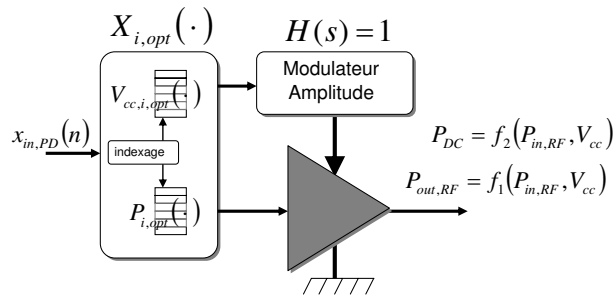 X_{i,opt}(·)
H(s)=1
Modulateur
Amplitude
V_{cc,i,opt}(·)
x_{in,PD}(n)
indexage
P_{i,opt}(·)
P_{DC} = f_2(P_{in,RF}, V_{cc})
P_{out,RF} = f_1(P_{in,RF}, V_{cc})